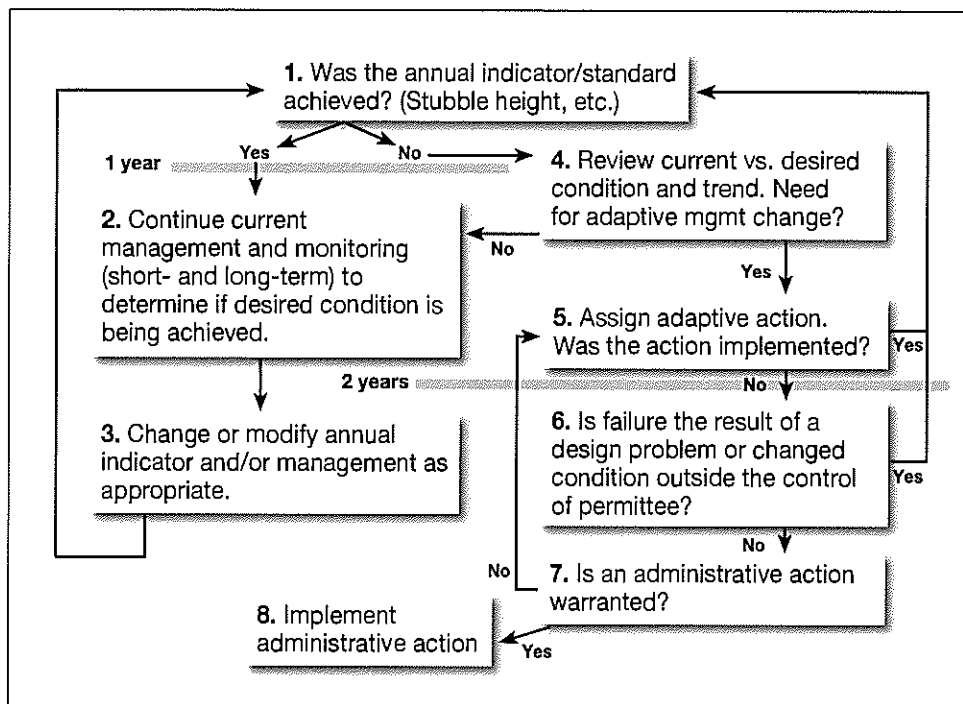 1. Was the annual indicator/standard
achieved? (Stubble height, etc.)
Yes
No
1 year
4. Review current vs. desired
condition and trend. Need
for adaptive mgmt change?
2. Continue current
management and monitoring
(short- and long-term) to
determine if desired condition is
being achieved.
No
Yes
5. Assign adaptive action.
Was the action implemented?
Yes
2 years
No
3. Change or modify annual
indicator and/or management as
appropriate.
6. Is failure the result of a
design problem or changed
condition outside the control
of permittee?
Yes
No
No
7. Is an administrative action
warranted?
8. Implement
administrative action
Yes